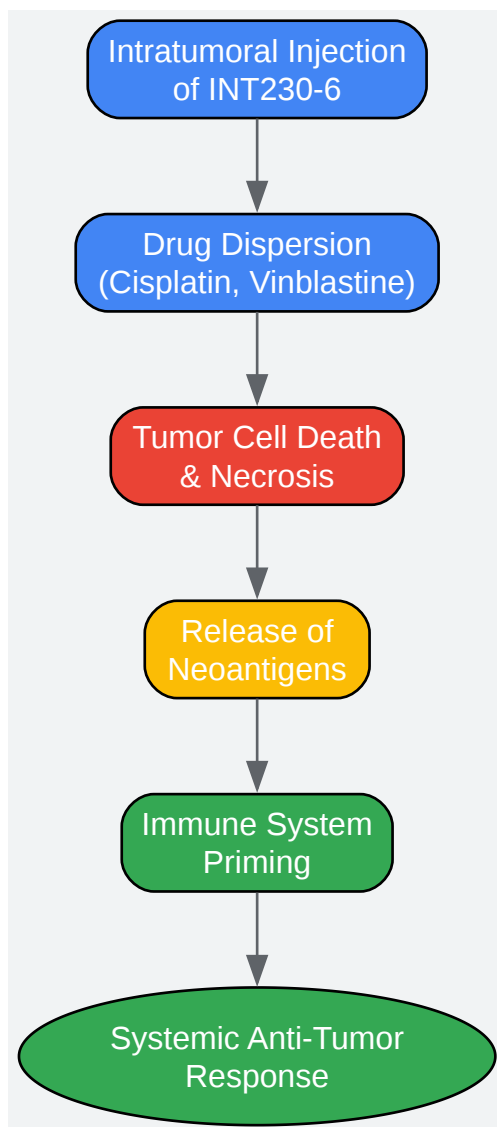 Intratumoral Injection
of INT230-6
Drug Dispersion
(Cisplatin, Vinblastine)
Tumor Cell Death
& Necrosis
Release of
Neoantigens
Immune System
Priming
Systemic Anti-Tumor
Response